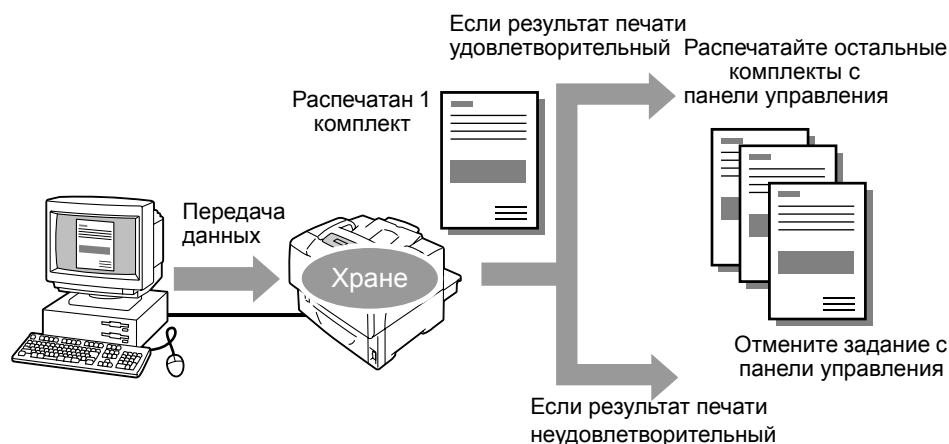 Если результат печати
удовлетворительный
Распечатайте остальные
комплекты с
панели управления
Распечатан 1
комплект
Передача
данных
Хране
Отмените задание с
панели управления
Если результат печати
неудовлетворительный